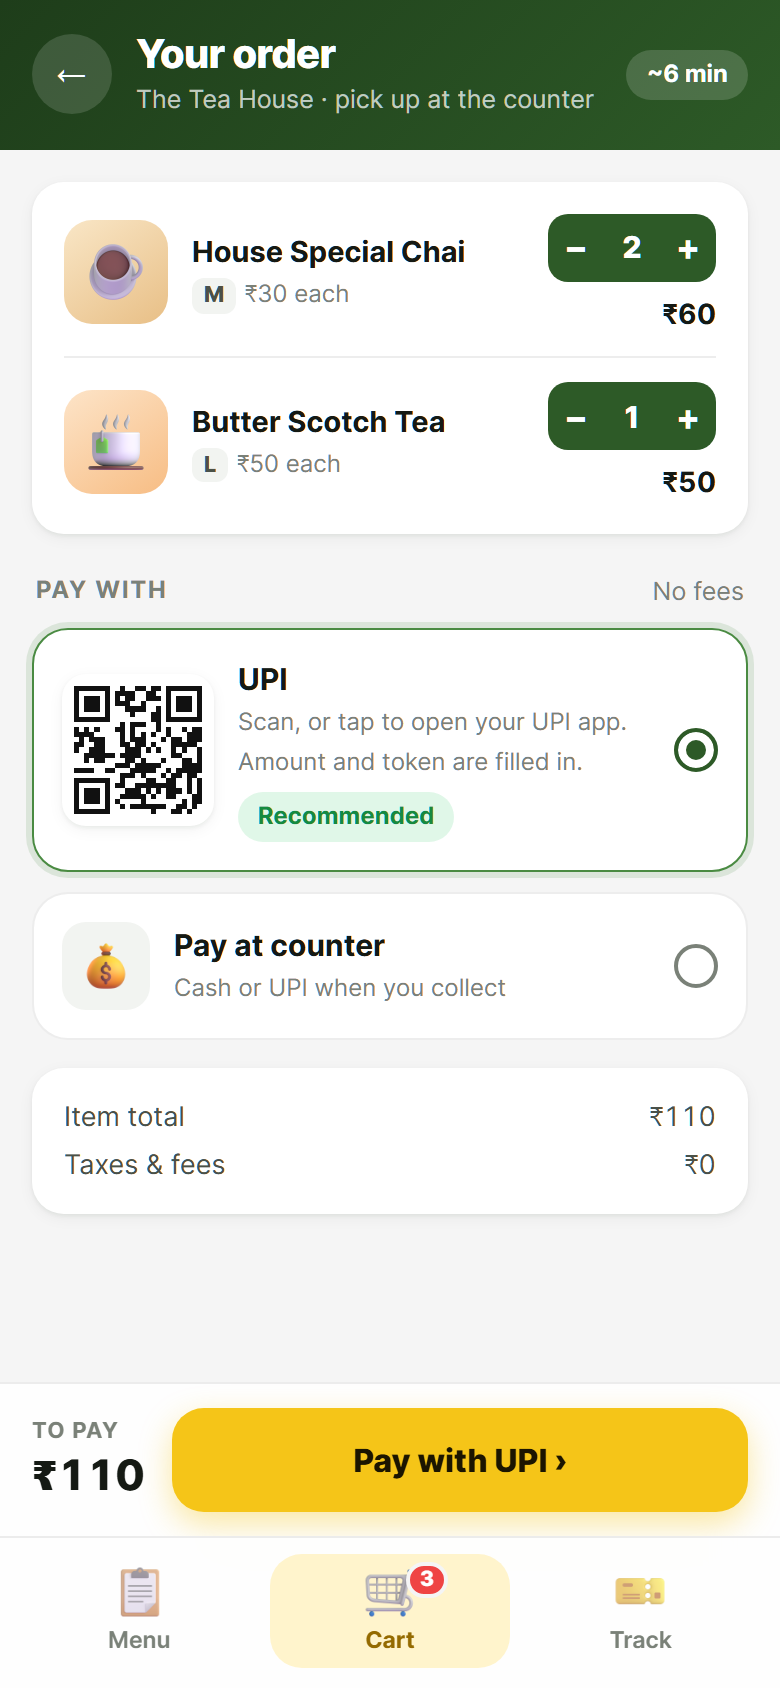 ←
Your order
The Tea House · pick up at the counter
~6 min
House Special Chai
M ₹30 each
− 2 +
₹60
Butter Scotch Tea
L ₹50 each
− 1 +
₹50
PAY WITH
No fees
UPI
Scan, or tap to open your UPI app.
Amount and token are filled in.
Recommended
Pay at counter
Cash or UPI when you collect
Item total ₹110
Taxes & fees ₹0
TO PAY
₹110
Pay with UPI ›
3
Menu
Cart
Track